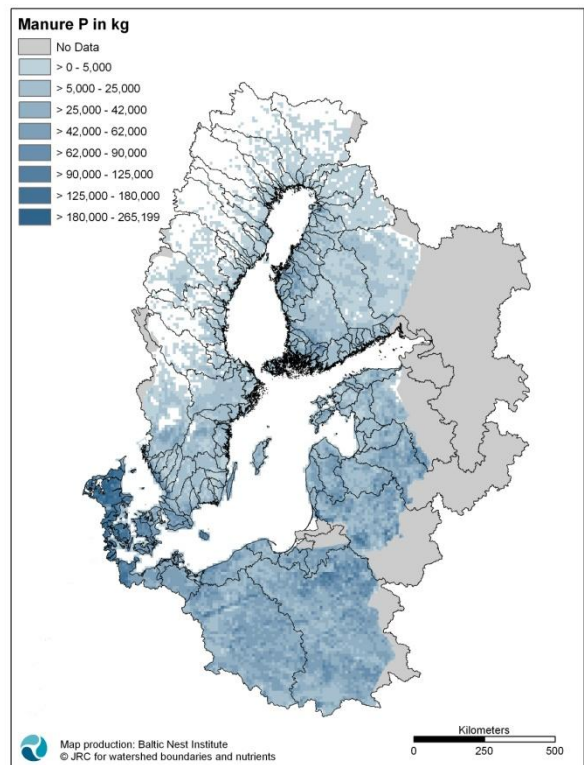 Manure P in kg
No Data
> 0 - 5,000
> 5,000 - 25,000
> 25,000 - 42,000
> 42,000 - 62,000
> 62,000 - 90,000
> 90,000 - 125,000
> 125,000 - 180,000
> 180,000 - 265,199
Map production: Baltic Nest Institute
© JRC for watershed boundaries and nutrients
Kilometers
0 250 500